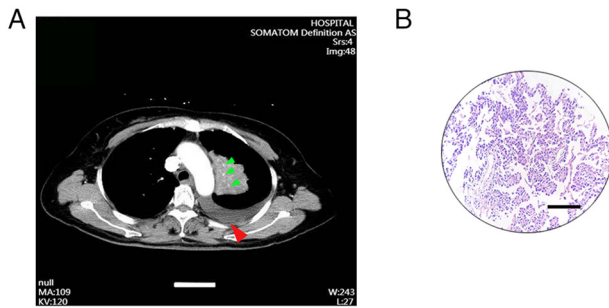 A
B
HOSPITAL
SOMATOM Definition AS
Srs:4
Img:48
null
MA:109
KV:120
W:243
L:27